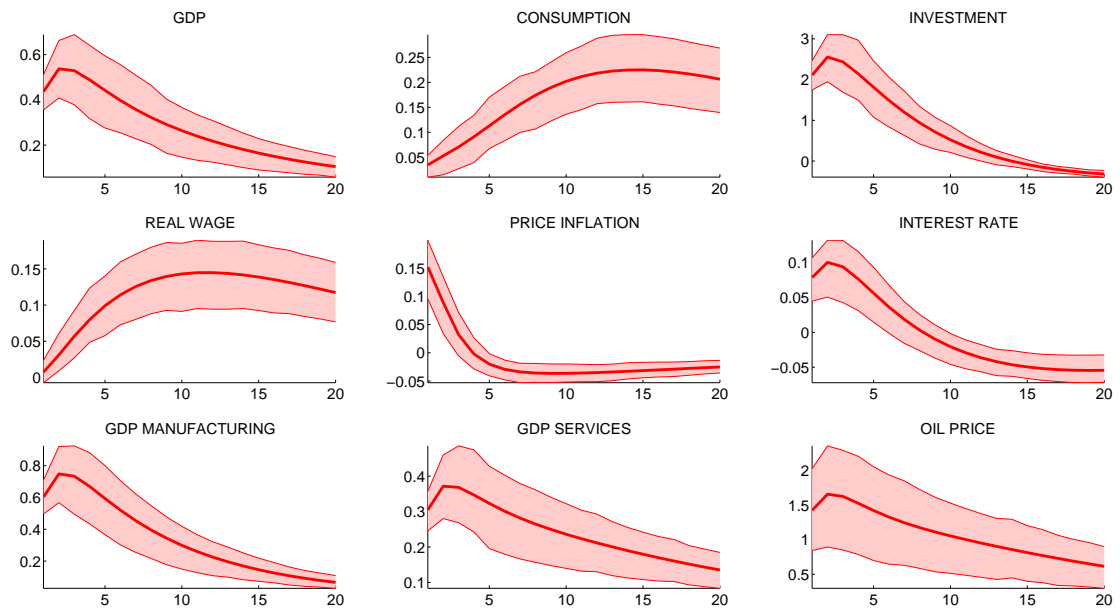 GDP CONSUMPTION INVESTMENT
0.6 0.4 0.2 5 10 15 20
0.25 0.2 0.15 0.1 0.05 5 10 15 20
3 2 1 0 5 10 15 20
REAL WAGE PRICE INFLATION INTEREST RATE
0.15 0.1 0.05 0 5 10 15 20
0.15 0.1 0.05 0 −0.05 5 10 15 20
0.1 0.05 0 −0.05 5 10 15 20
GDP MANUFACTURING GDP SERVICES OIL PRICE
0.8 0.6 0.4 0.2 5 10 15 20
0.4 0.3 0.2 0.1 5 10 15 20
2 1.5 1 0.5 5 10 15 20